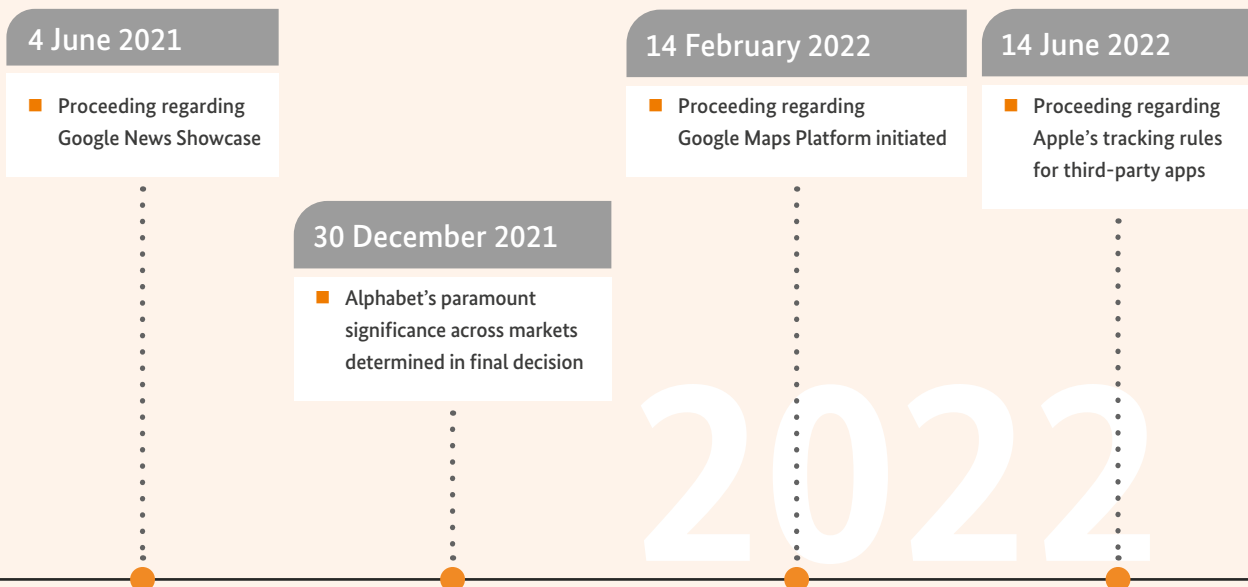 4 June 2021
■ Proceeding regarding
Google News Showcase
30 December 2021
■ Alphabet’s paramount
significance across markets
determined in final decision
14 February 2022
■ Proceeding regarding
Google Maps Platform initiated
14 June 2022
■ Proceeding regarding
Apple’s tracking rules
for third-party apps
2022